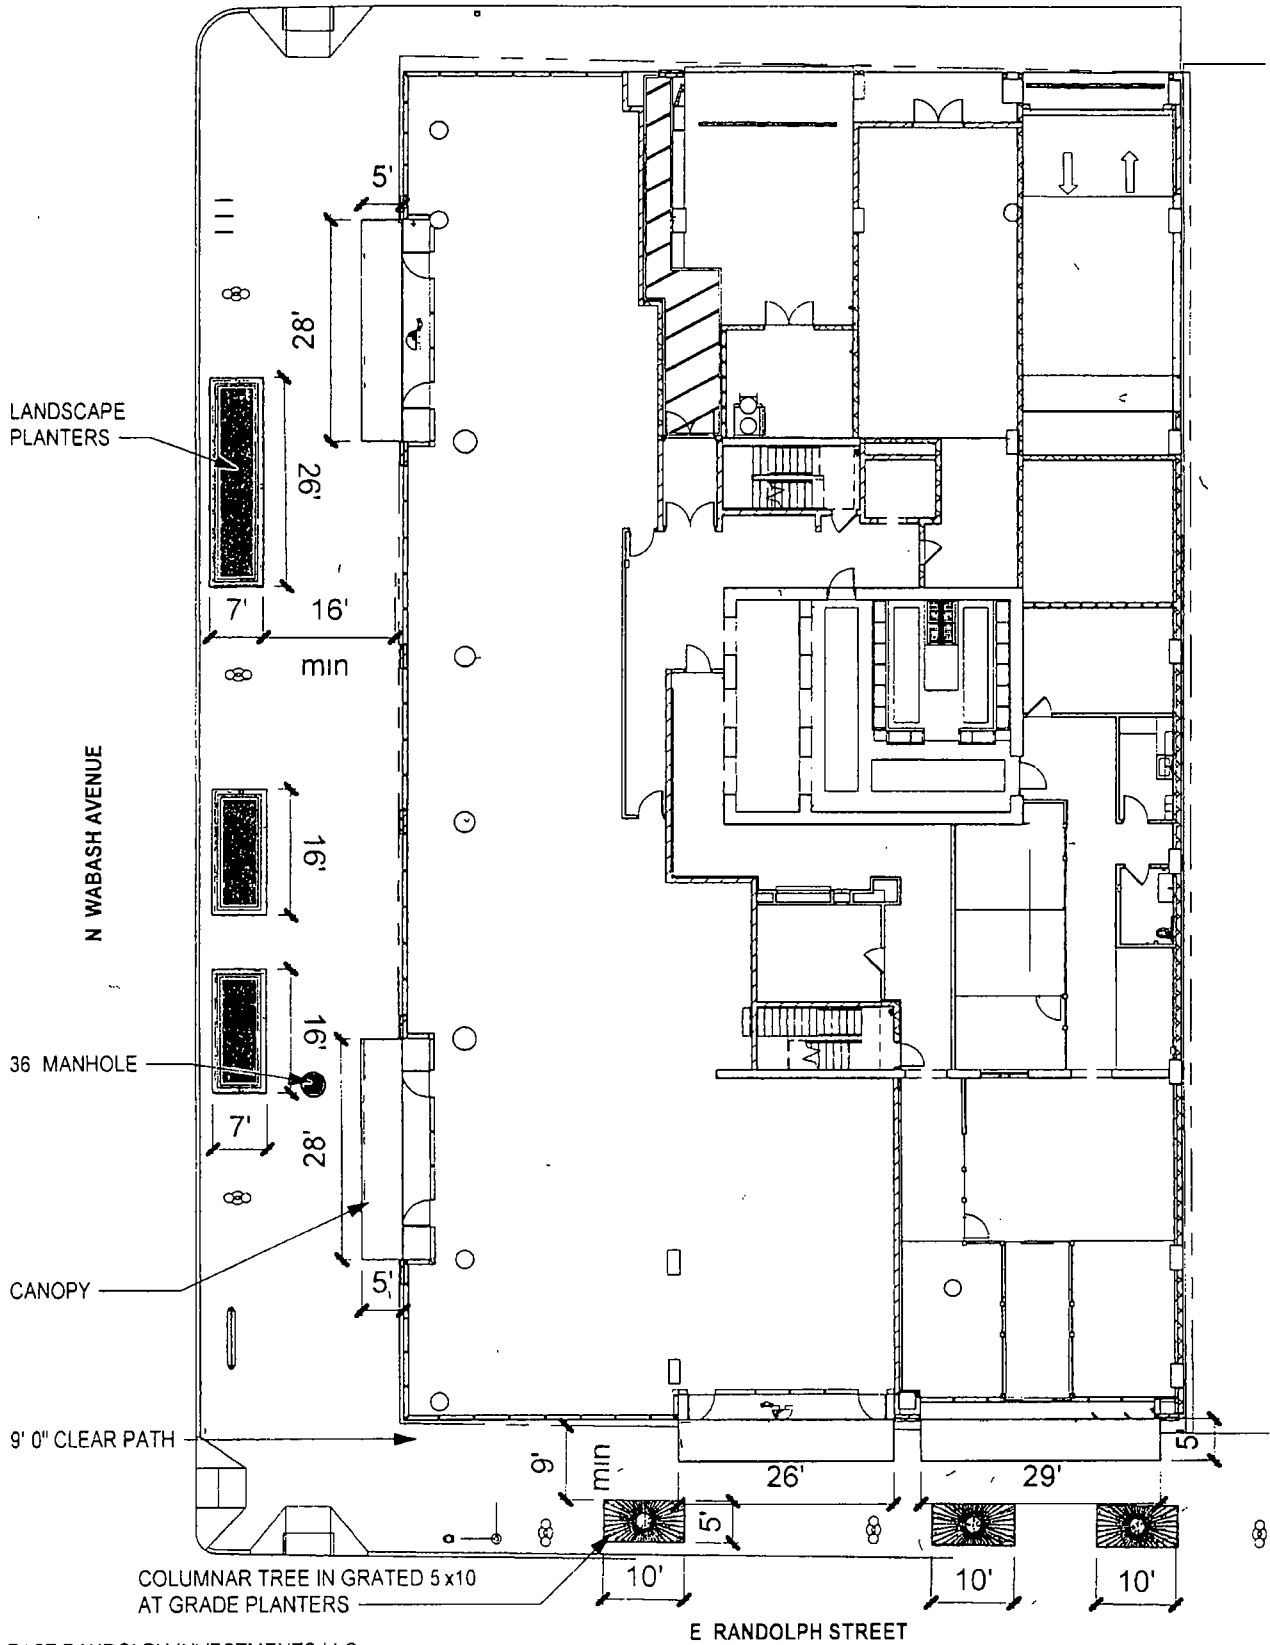 5'
28'
LANDSCAPE
PLANTERS
26'
7'
16'
min
N WABASH AVENUE
16'
16'
36 MANHOLE
7'
28'
CANOPY
5'
9' 0" CLEAR PATH
9'
min
26'
29'
5'
5'
COLUMNAR TREE IN GRATED 5 x10
AT GRADE PLANTERS
10'
10'
10'
E RANDOLPH STREET